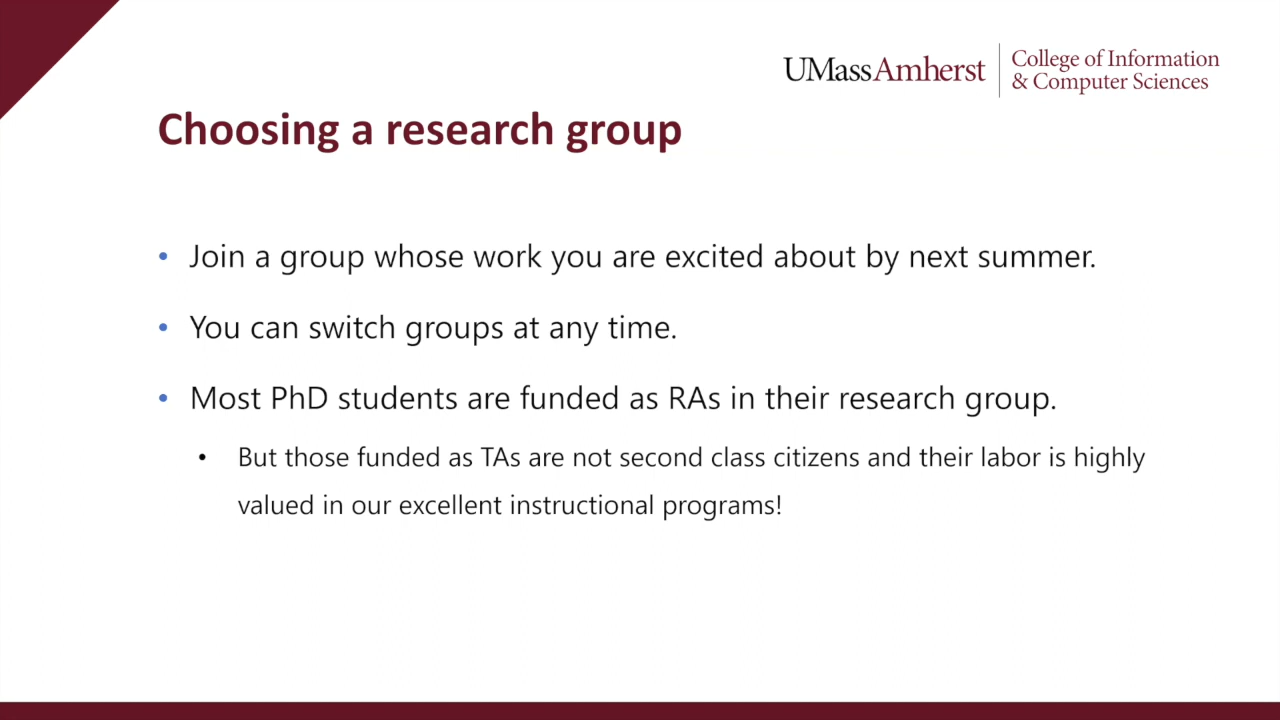 UMassAmherst
College of Information
& Computer Sciences
Choosing a research group
• Join a group whose work you are excited about by next summer.
• You can switch groups at any time.
• Most PhD students are funded as RAs in their research group.
• But those funded as TAs are not second class citizens and their labor is highly
valued in our excellent instructional programs!